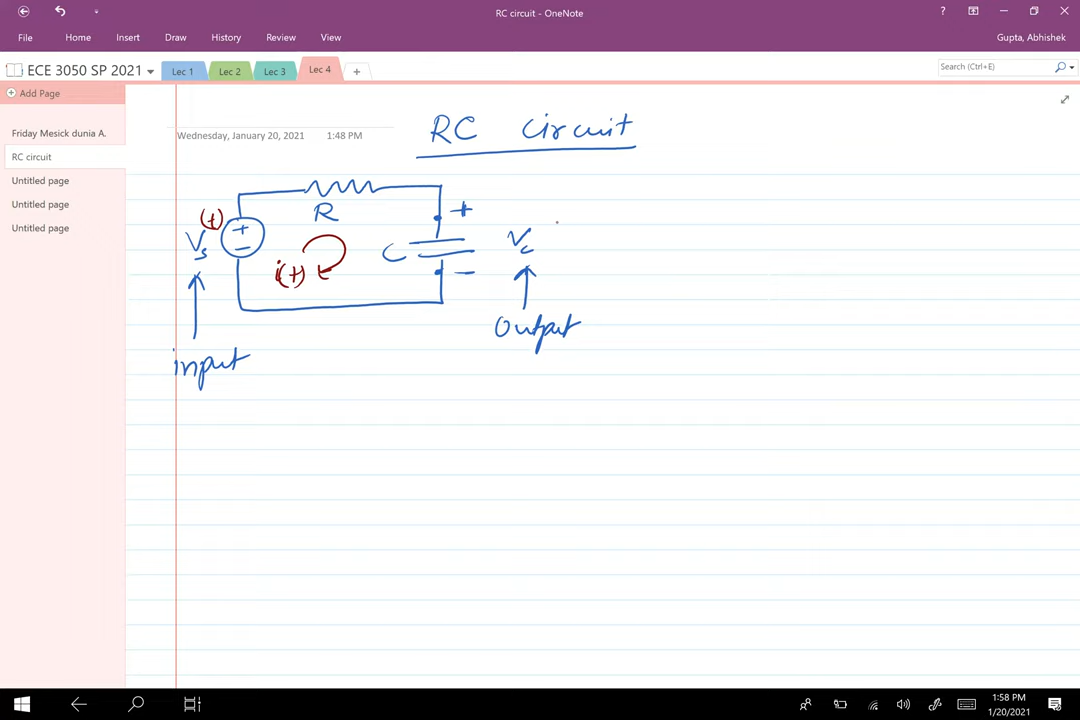 RC circuit - OneNote
?
File Home Insert Draw History Review View
Gupta, Abhishek
ECE 3050 SP 2021
Lec 1 Lec 2 Lec 3 Lec 4 +
Search (Ctrl+E)
Add Page
Friday Mesick dunia A.
RC circuit
Untitled page
Untitled page
Untitled page
Wednesday, January 20, 2021 1:48 PM
RC circuit
R
+
(t)
Vs
+
−
i(t)
C
−
Vc
Output
input
1:58 PM
1/20/2021